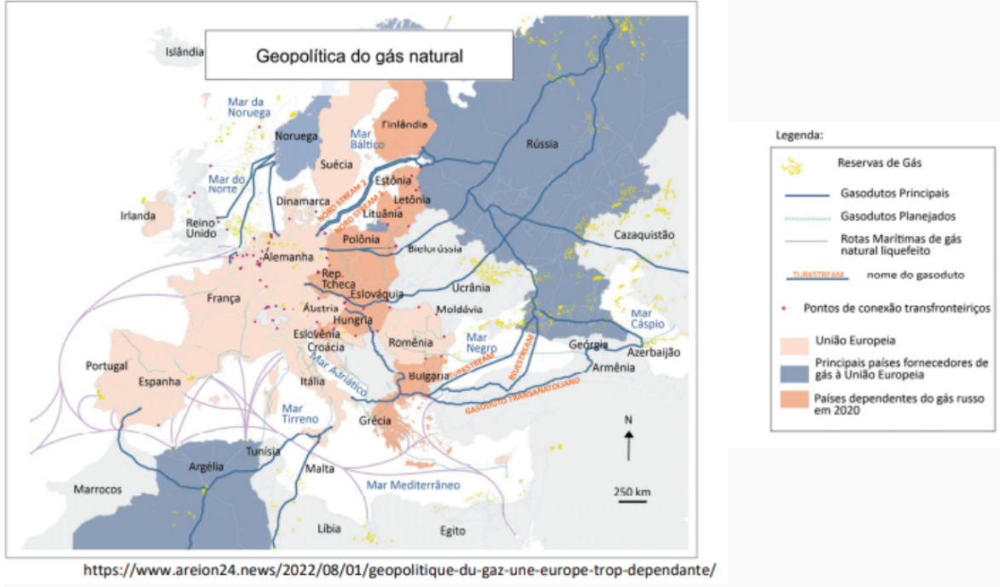 Geopolítica do gás natural
Islândia
Mar da
Noruega
Noruega
Finlândia
Mar
Báltico
Rússia
Suécia
Mar do
Norte
Estônia
NORD STREAM 2
NORD STREAM 1
Letônia
Dinamarca
Lituânia
Irlanda
Reino
Unido
Polônia
Bielorússia
Cazaquistão
Alemanha
Rep.
Tcheca
Ucrânia
Eslováquia
França
Áustria
Moldávia
Hungria
Mar
Cáspio
Eslovênia
Croácia
Romênia
Mar
Negro
Geórgia
Azerbaijão
Portugal
Espanha
Mar Adriático
Itália
Bulgária
TURKSTREAM
BLUESTREAM
Armênia
GASODUTO TRANSANATOLIANO
Mar
Tirreno
Grécia
N
Tunísia
Argélia
Malta
Marrocos
Mar Mediterrâneo
250 km
Líbia
Egito
Legenda:
Reservas de Gás
Gasodutos Principais
Gasodutos Planejados
Rotas Marítimas de gás
natural liquefeito
TURKSTREAM
nome do gasoduto
Pontos de conexão transfronteiriços
União Europeia
Principais países fornecedores de
gás à União Europeia
Países dependentes do gás russo
em 2020
https://www.areion24.news/2022/08/01/geopolitique-du-gaz-une-europe-trop-dependante/